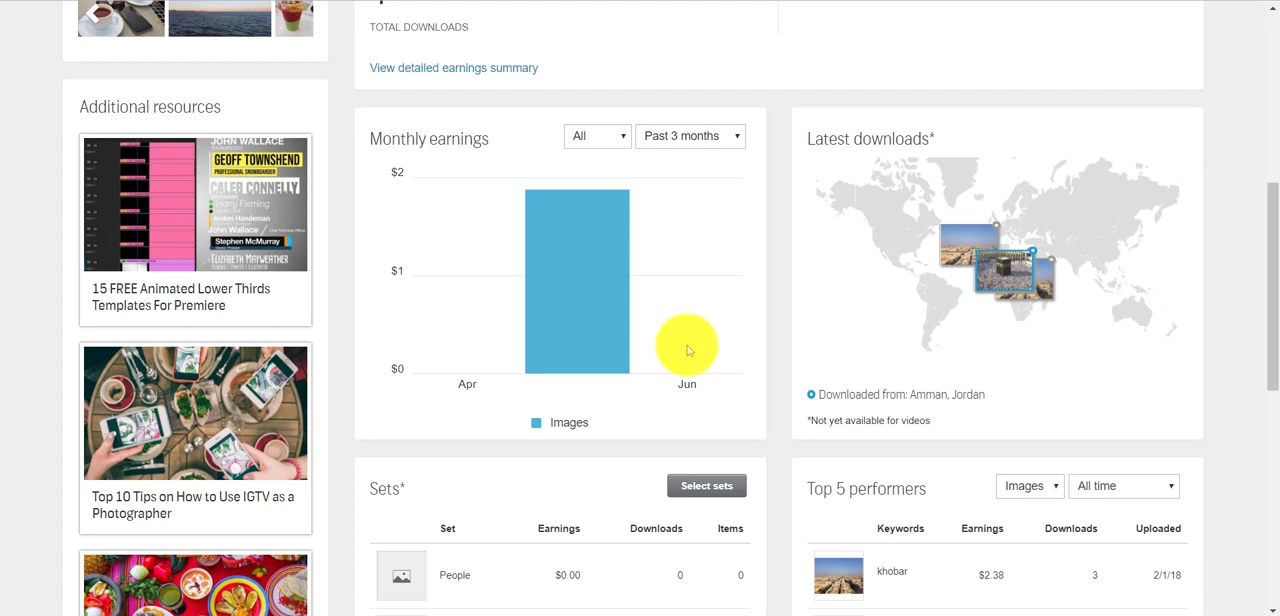 TOTAL DOWNLOADS
View detailed earnings summary
Additional resources
JOHN WALLACE
GEOFF TOWNSHEND
PROFESSIONAL SNOWBOARDER
CALEB CONNELLY
Harry Fleming
Andrei Handeman
John Wallace
Stephen McMurray
ELIZABETH MAYWEATHER
15 FREE Animated Lower Thirds
Templates For Premiere
Top 10 Tips on How to Use IGTV as a
Photographer
Monthly earnings
All
Past 3 months
$2
$1
$0
Apr
Jun
Images
Latest downloads*
Downloaded from: Amman, Jordan
*Not yet available for videos
Sets*
Select sets
Set Earnings Downloads Items
People $0.00 0 0
Top 5 performers
Images
All time
Keywords Earnings Downloads Uploaded
khobar $2.38 3 2/1/18